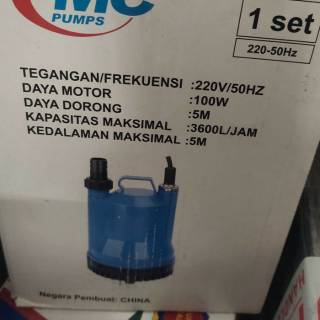 MC
PUMPS
1 set
220-50Hz
TEGANGAN/FREKUENSI :220V/50HZ
DAYA MOTOR :100W
DAYA DORONG :5M
KAPASITAS MAKSIMAL :3600L/JAM
KEDALAMAN MAKSIMAL :5M
Negara Pembuat: CHINA